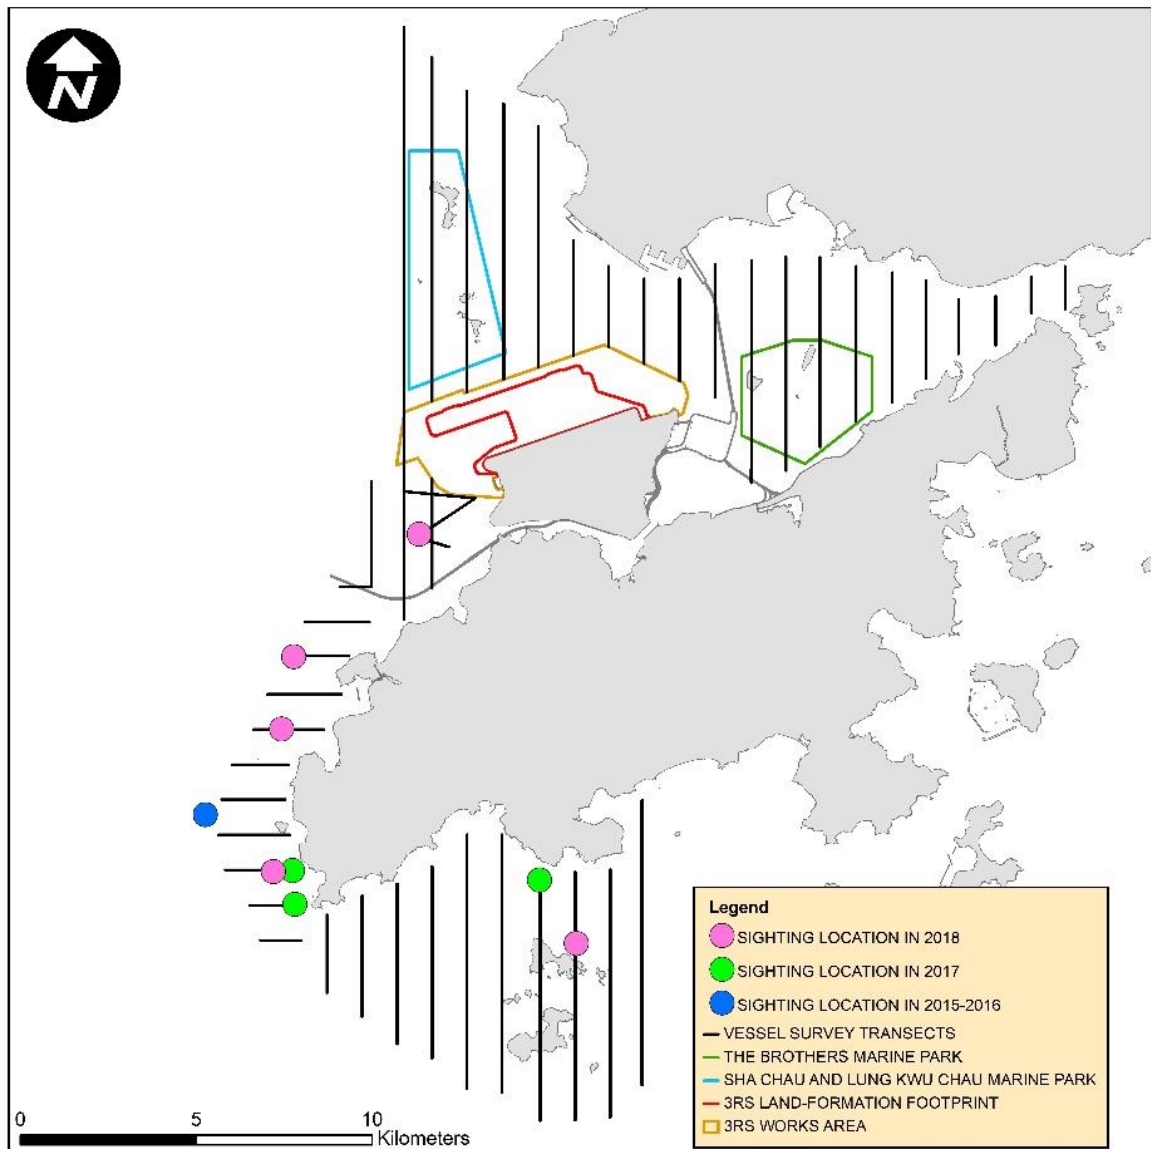 N
Legend
SIGHTING LOCATION IN 2018
SIGHTING LOCATION IN 2017
SIGHTING LOCATION IN 2015-2016
VESSEL SURVEY TRANSECTS
THE BROTHERS MARINE PARK
SHA CHAU AND LUNG KWU CHAU MARINE PARK
3RS LAND-FORMATION FOOTPRINT
3RS WORKS AREA
0 5 10
Kilometers